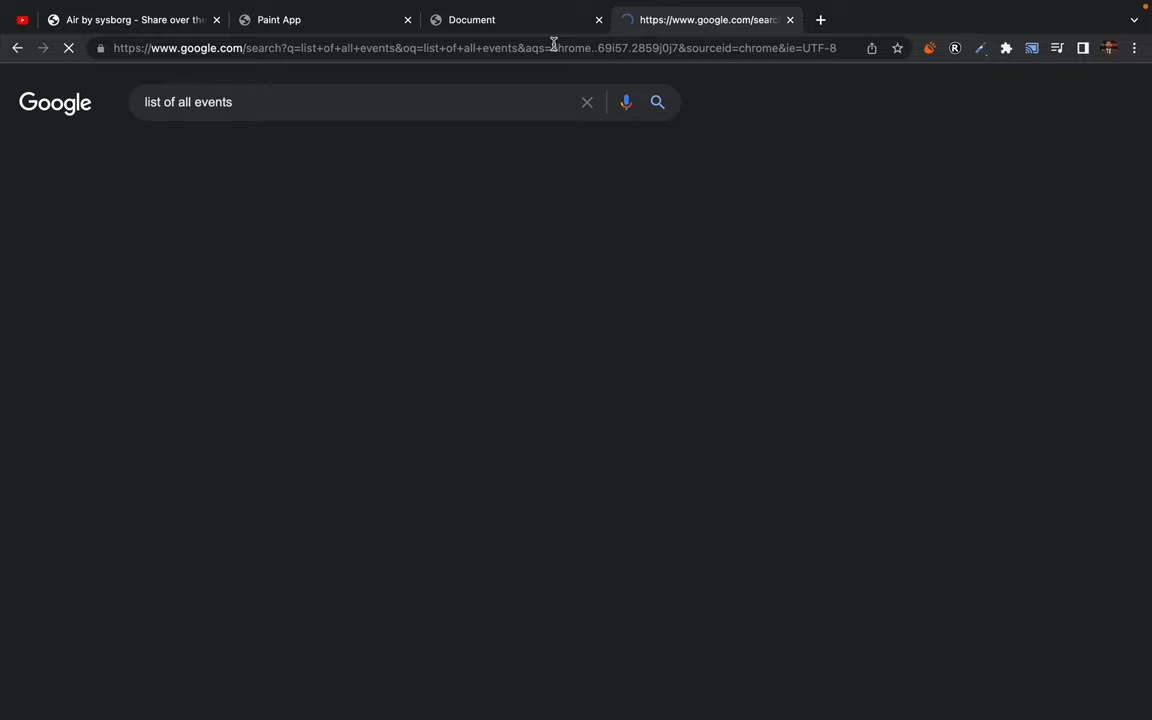 Air by sysborg - Share over the
Paint App
Document
https://www.google.com/search
https://www.google.com/search?q=list+of+all+events&oq=list+of+all+events&aqs=chrome..69i57.2859j0j7&sourceid=chrome&ie=UTF-8
Google
list of all events